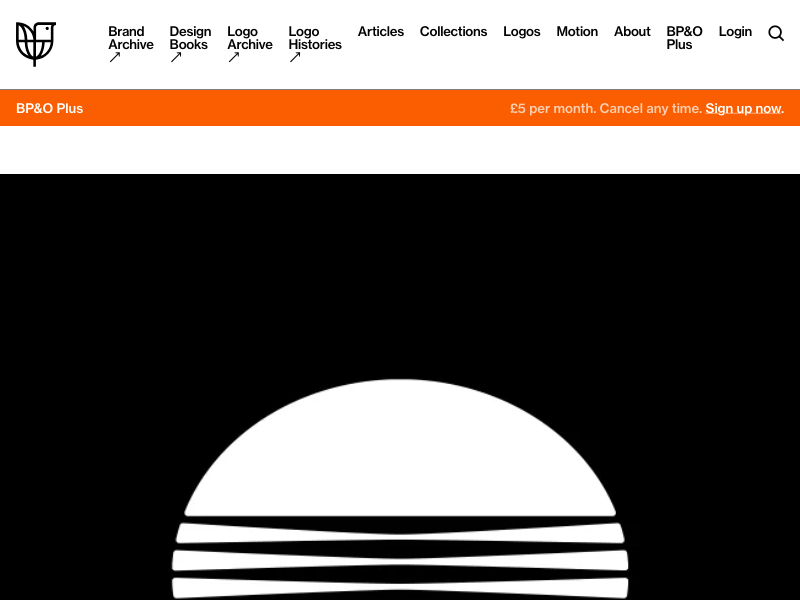 Brand
Archive
↗
Design
Books
↗
Logo
Archive
↗
Logo
Histories
↗
Articles
Collections
Logos
Motion
About
BP&O
Plus
Login
BP&O Plus
£5 per month. Cancel any time. Sign up now.